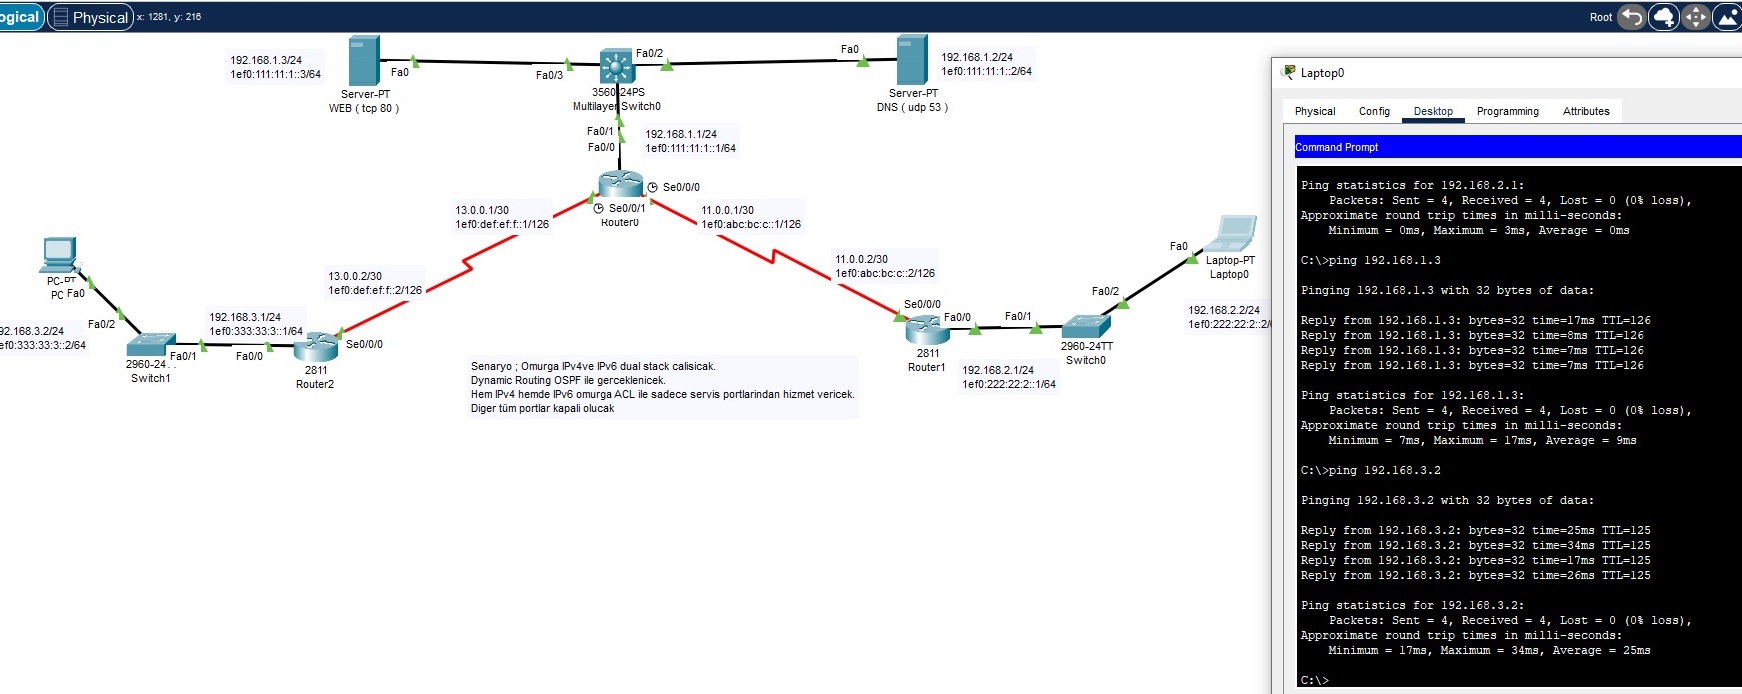 ogical
Physical
x: 1281, y: 216
Root
192.168.1.3/24
1ef0:111:11:1::3/64
Fa0
Server-PT
WEB ( tcp 80 )
Fa0/3
Fa0/2
3560-24PS
Multilayer Switch0
Fa0
192.168.1.2/24
1ef0:111:11:1::2/64
Server-PT
DNS ( udp 53 )
Fa0/1
Fa0/0
192.168.1.1/24
1ef0:111:11:1::1/64
Se0/0/0
Se0/0/1
Router0
13.0.0.1/30
1ef0:def:ef:f::1/126
11.0.0.1/30
1ef0:abc:bc:c::1/126
13.0.0.2/30
1ef0:def:ef:f::2/126
11.0.0.2/30
1ef0:abc:bc:c::2/126
PC-PT
PC
Fa0
Fa0/2
92.168.3.2/24
ef0:333:33:3::2/64
192.168.3.1/24
1ef0:333:33:3::1/64
2960-24
Switch1
Fa0/1
Fa0/0
Se0/0/0
2811
Router2
Senaryo ; Omurga IPv4ve IPv6 dual stack calisicak.
Dynamic Routing OSPF ile gerceklenicek.
Hem IPv4 hemde IPv6 omurga ACL ile sadece servis portlarindan hizmet vericek.
Diger tüm portlar kapali olucak
Se0/0/0
Fa0/0
2811
Router1
192.168.2.1/24
1ef0:222:22:2::1/64
Fa0/1
Fa0/2
2960-24TT
Switch0
Fa0
Laptop-PT
Laptop0
192.168.2.2/24
1ef0:222:22:2::2/
Laptop0
Physical Config Desktop Programming Attributes
Command Prompt
Ping statistics for 192.168.2.1:
Packets: Sent = 4, Received = 4, Lost = 0 (0% loss),
Approximate round trip times in milli-seconds:
Minimum = 0ms, Maximum = 3ms, Average = 0ms
C:\>ping 192.168.1.3
Pinging 192.168.1.3 with 32 bytes of data:
Reply from 192.168.1.3: bytes=32 time=17ms TTL=126
Reply from 192.168.1.3: bytes=32 time=8ms TTL=126
Reply from 192.168.1.3: bytes=32 time=7ms TTL=126
Reply from 192.168.1.3: bytes=32 time=7ms TTL=126
Ping statistics for 192.168.1.3:
Packets: Sent = 4, Received = 4, Lost = 0 (0% loss),
Approximate round trip times in milli-seconds:
Minimum = 7ms, Maximum = 17ms, Average = 9ms
C:\>ping 192.168.3.2
Pinging 192.168.3.2 with 32 bytes of data:
Reply from 192.168.3.2: bytes=32 time=25ms TTL=125
Reply from 192.168.3.2: bytes=32 time=34ms TTL=125
Reply from 192.168.3.2: bytes=32 time=17ms TTL=125
Reply from 192.168.3.2: bytes=32 time=26ms TTL=125
Ping statistics for 192.168.3.2:
Packets: Sent = 4, Received = 4, Lost = 0 (0% loss),
Approximate round trip times in milli-seconds:
Minimum = 17ms, Maximum = 34ms, Average = 25ms
C:\>